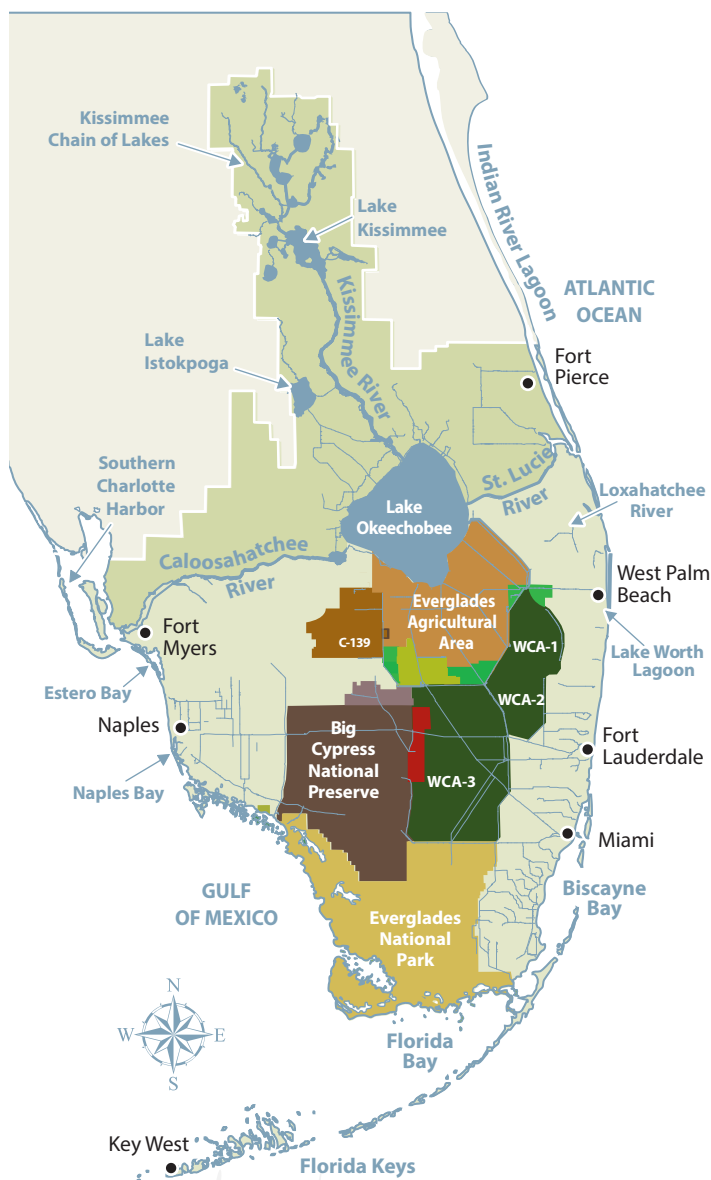 Kissimmee
Chain of Lakes
Lake
Kissimmee
Indian River Lagoon
ATLANTIC
OCEAN
Kissimmee River
Lake
Istokpoga
Fort
Pierce
Southern
Charlotte
Harbor
St. Lucie
River
Loxahatchee
River
Lake
Okeechobee
Caloosahatchee
River
West Palm
Beach
Everglades
Agricultural
Area
C-139
Fort
Myers
WCA-1
Lake Worth
Lagoon
Estero Bay
WCA-2
Naples
Big
Cypress
National
Preserve
Fort
Lauderdale
WCA-3
Naples Bay
Miami
GULF
OF MEXICO
Biscayne
Bay
Everglades
National
Park
N
W
E
S
Florida
Bay
Key West
Florida Keys